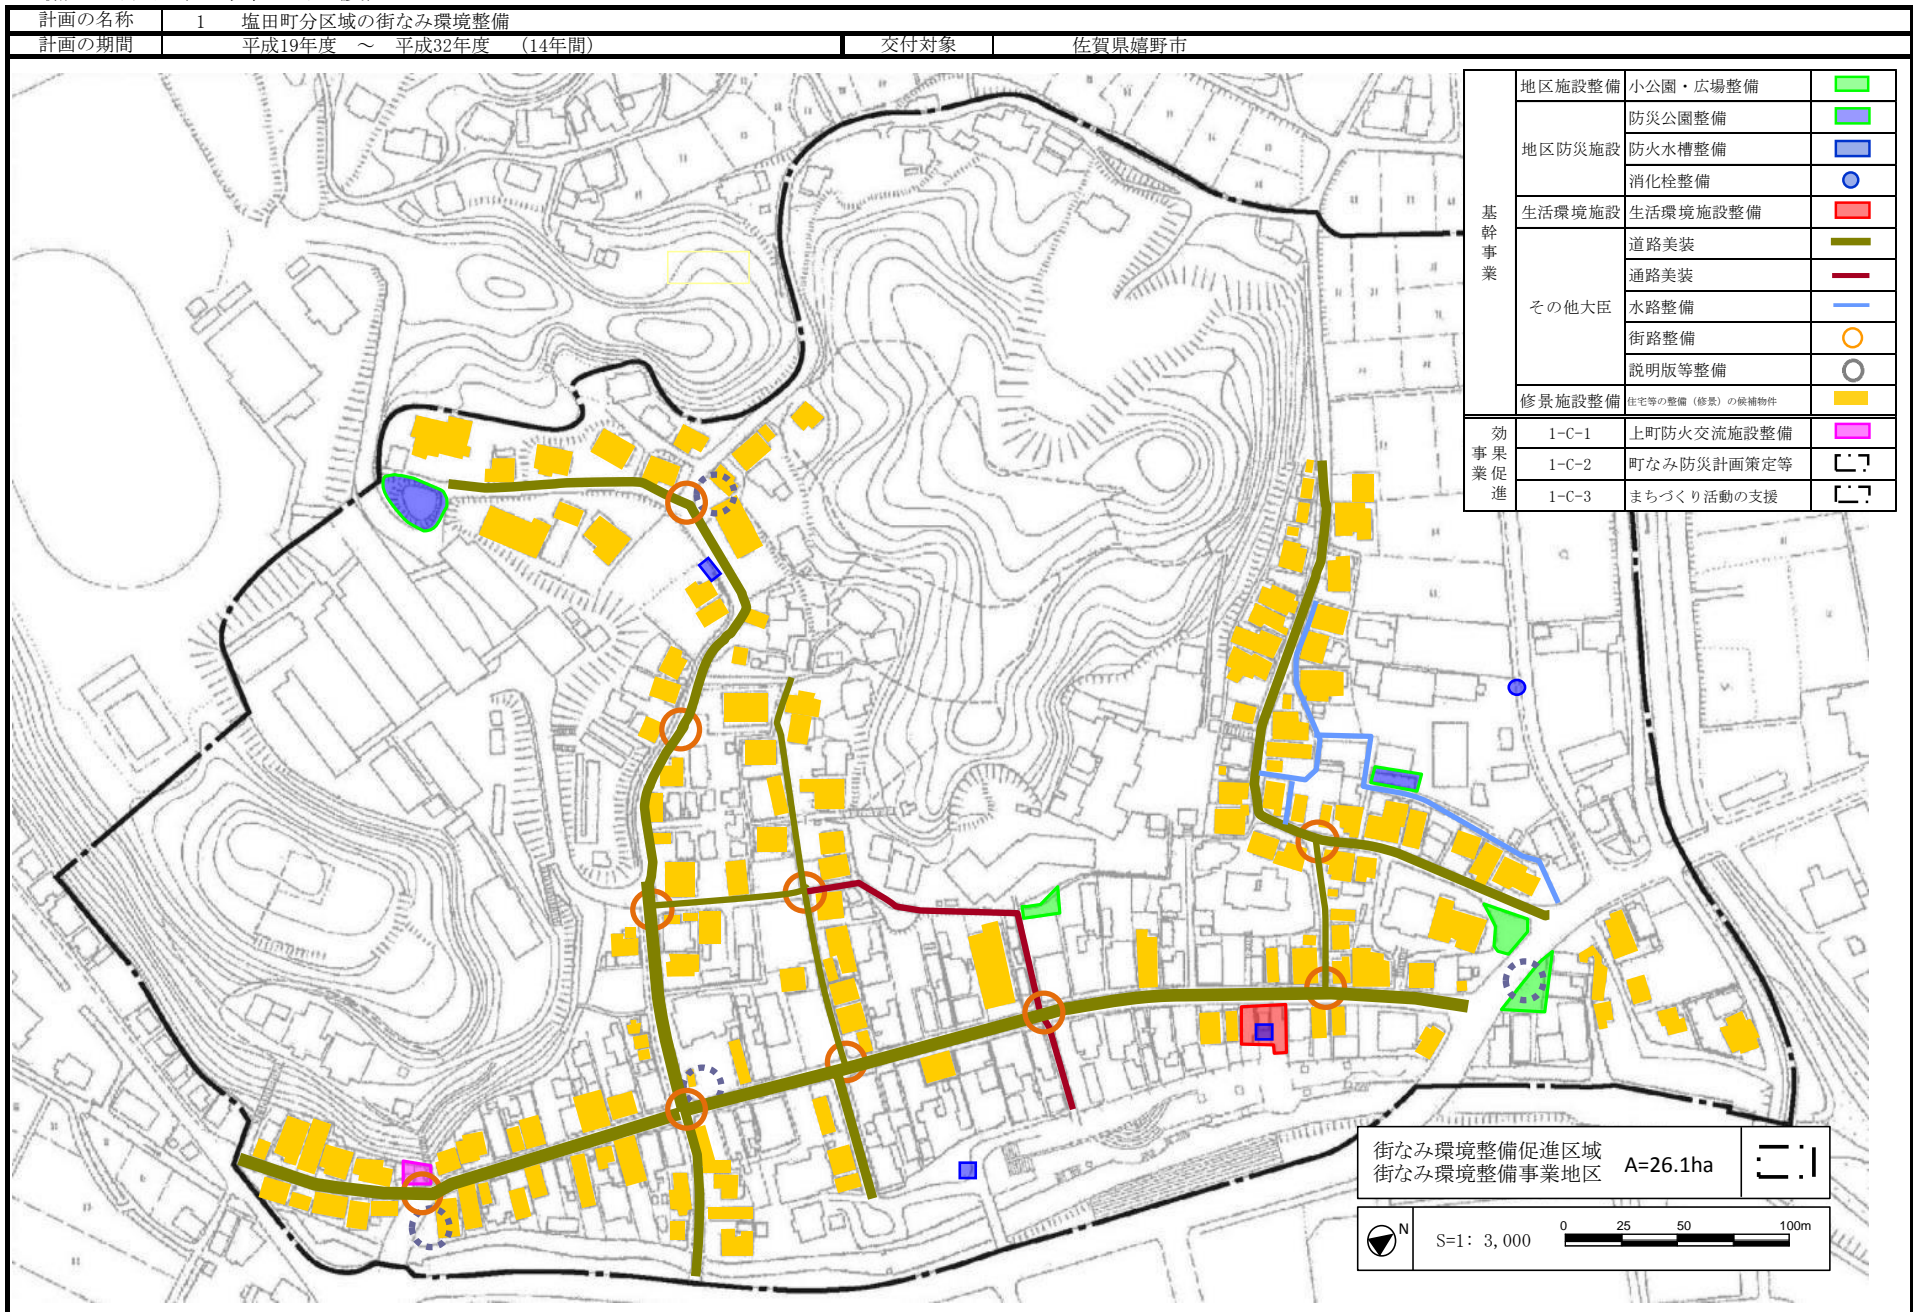 計画の名称 1 塩田町分区域の街なみ環境整備
計画の期間 平成19年度 ～ 平成32年度 （14年間） 交付対象 佐賀県嬉野市
基幹事業
地区施設整備 小公園・広場整備
地区防災施設 防災公園整備
防火水槽整備
消化栓整備
生活環境施設 生活環境施設整備
その他大臣 道路美装
通路美装
水路整備
街路整備
説明版等整備
修景施設整備 住宅等の整備（修景）の候補物件
効果促進事業
1-C-1 上町防火交流施設整備
1-C-2 町なみ防災計画策定等
1-C-3 まちづくり活動の支援
街なみ環境整備促進区域
街なみ環境整備事業地区 A=26.1ha
N S=1: 3,000 0 25 50 100m